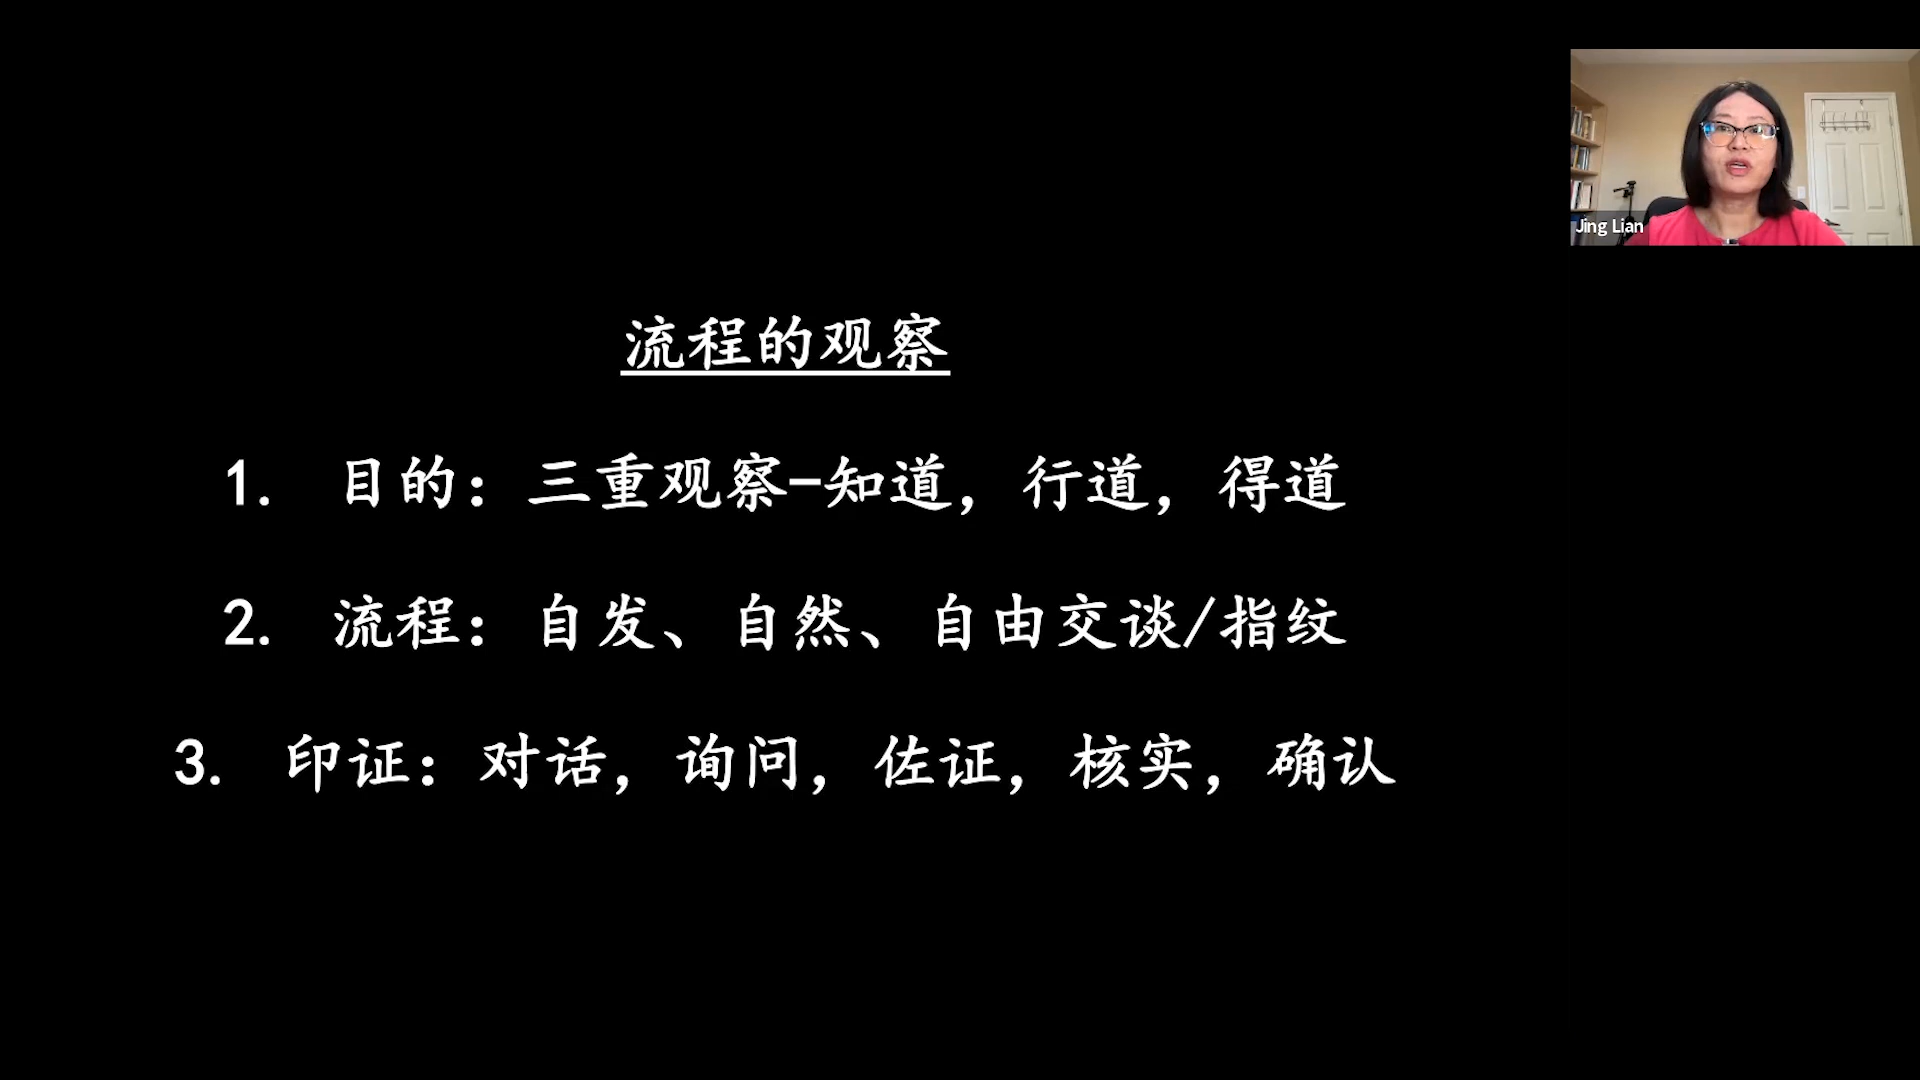 Jing Lian
流程的观察
1. 目的：三重观察-知道，行道，得道
2. 流程：自发、自然、自由交谈/指纹
3. 印证：对话，询问，佐证，核实，确认